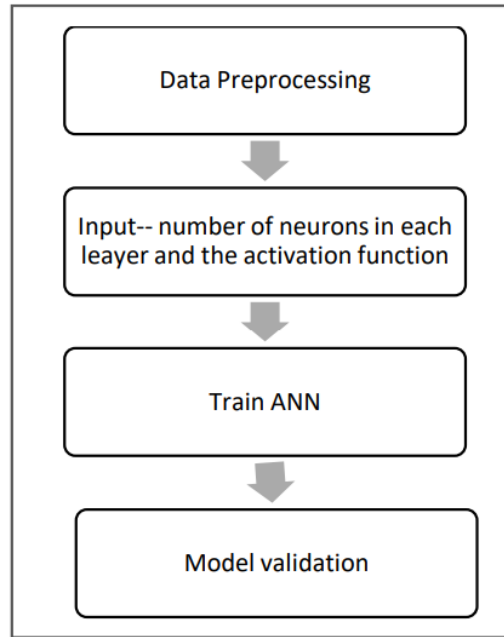 Data Preprocessing
Input-- number of neurons in each
leayer and the activation function
Train ANN
Model validation